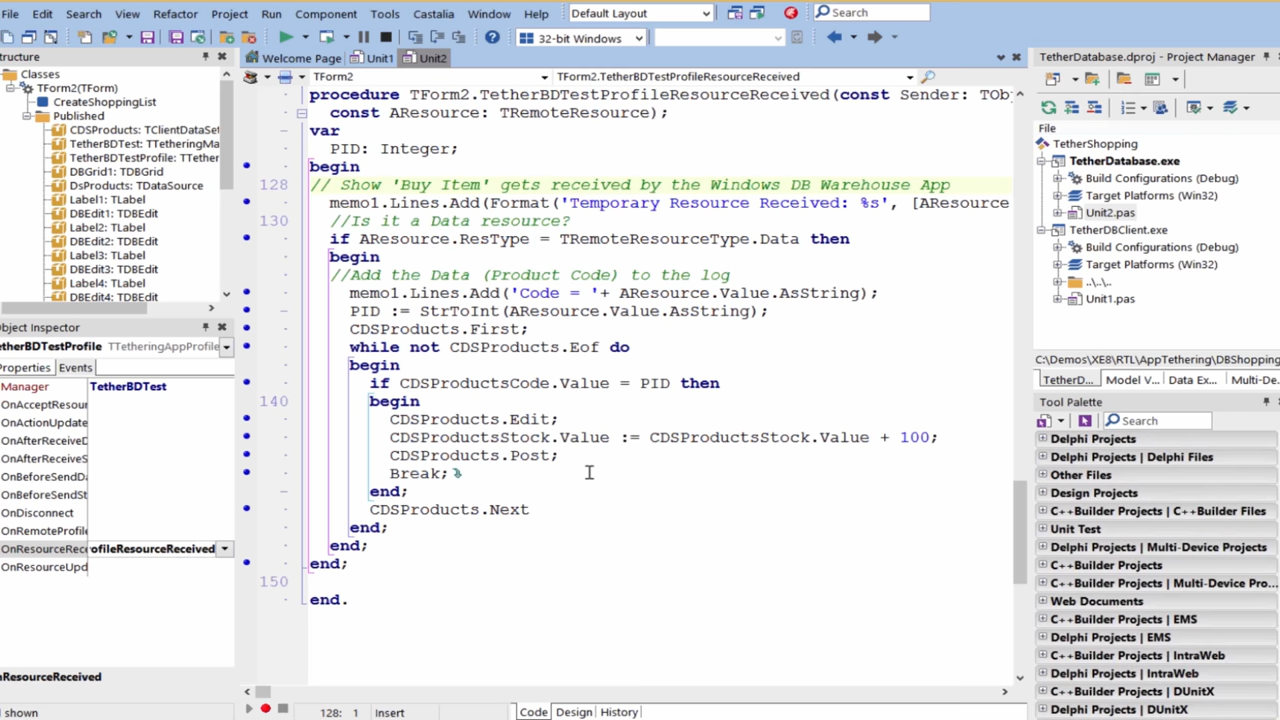 File Edit Search View Refactor Project Run Component Tools Castalia Window Help Default Layout Search
32-bit Windows
tructure
Classes
TForm2(TForm)
CreateShoppingList
Published
CDSProducts: TClientDataSet
TetherBDTest: TTetheringMa
TetherBDTestProfile: TTether
DBGrid1: TDBGrid
DsProducts: TDataSource
Label1: TLabel
DBEdit1: TDBEdit
Label2: TLabel
DBEdit2: TDBEdit
Label3: TLabel
DBEdit3: TDBEdit
Label4: TLabel
DBEdit4: TDBEdit
Object Inspector
etherBDTestProfile TTetheringAppProfile
Properties Events
Manager TetherBDTest
OnAcceptResour
OnActionUpdate
OnAfterReceiveD
OnAfterReceiveS
OnBeforeSendDa
OnBeforeSendSt
OnDisconnect
OnRemoteProfile
OnResourceRece rofileResourceReceived
OnResourceUpd
nResourceReceived
l shown
Welcome Page Unit1 Unit2
TForm2 TForm2.TetherBDTestProfileResourceReceived
procedure TForm2.TetherBDTestProfileResourceReceived(const Sender: TOb
const AResource: TRemoteResource);
var
PID: Integer;
begin
128 // Show 'Buy Item' gets received by the Windows DB Warehouse App
memo1.Lines.Add(Format('Temporary Resource Received: %s', [AResource
130 //Is it a Data resource?
if AResource.ResType = TRemoteResourceType.Data then
begin
//Add the Data (Product Code) to the log
memo1.Lines.Add('Code = '+ AResource.Value.AsString);
PID := StrToInt(AResource.Value.AsString);
CDSProducts.First;
while not CDSProducts.Eof do
begin
if CDSProductsCode.Value = PID then
140 begin
CDSProducts.Edit;
CDSProductsStock.Value := CDSProductsStock.Value + 100;
CDSProducts.Post;
Break;
end;
CDSProducts.Next
end;
end;
end;
150
end.
128: 1 Insert Code Design History
TetherDatabase.dproj - Project Manager
File
TetherShopping
TetherDatabase.exe
Build Configurations (Debug)
Target Platforms (Win32)
Unit2.pas
TetherDBClient.exe
Build Configurations (Debug)
Target Platforms (Win32)
..\..\
Unit1.pas
C:\Demos\XE8\RTL\AppTethering\DBShopping
TetherD... Model V... Data Ex... Multi-De...
Tool Palette
Search
Delphi Projects
Delphi Projects | Delphi Files
Other Files
Design Projects
C++Builder Projects | C++Builder Files
Unit Test
Delphi Projects | Multi-Device Projects
C++Builder Projects
C++Builder Projects | Multi-Device Pro...
Web Documents
C++Builder Projects | EMS
Delphi Projects | EMS
C++Builder Projects | IntraWeb
Delphi Projects | IntraWeb
C++Builder Projects | DUnitX
Delphi Projects | DUnitX